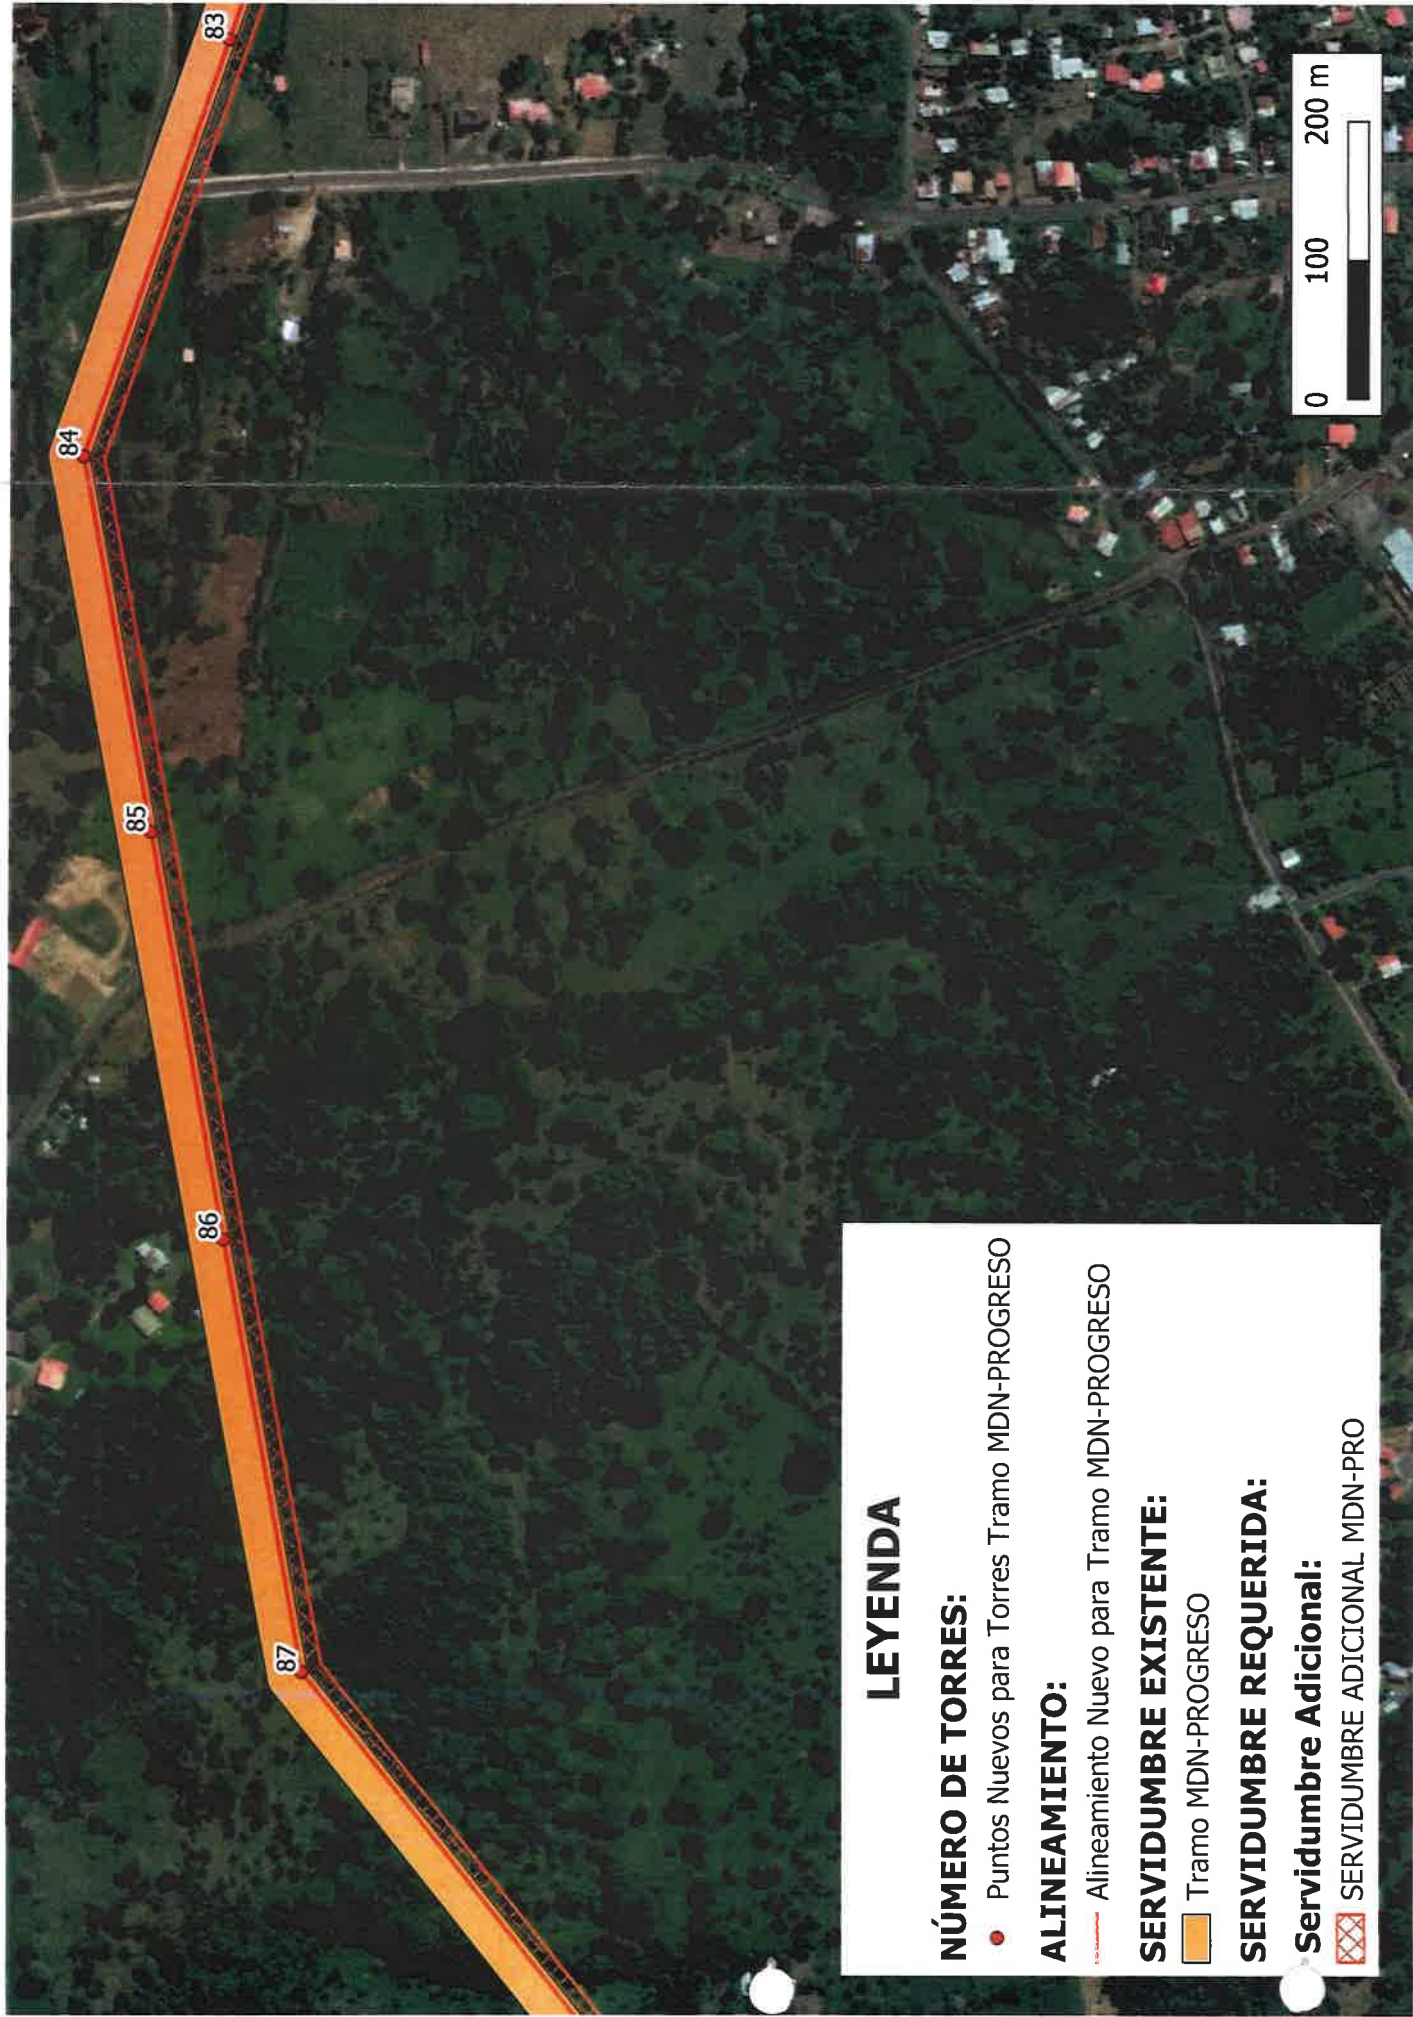 83
84
85
86
87
LEYENDA
NÚMERO DE TORRES:
Puntos Nuevos para Torres Tramo MDN-PROGRESO
ALINEAMIENTO:
Alineamiento Nuevo para Tramo MDN-PROGRESO
SERVIDUMBRE EXISTENTE:
Tramo MDN-PROGRESO
SERVIDUMBRE REQUERIDA:
Servidumbre Adicional:
SERVIDUMBRE ADICIONAL MDN-PRO
0 100 200 m